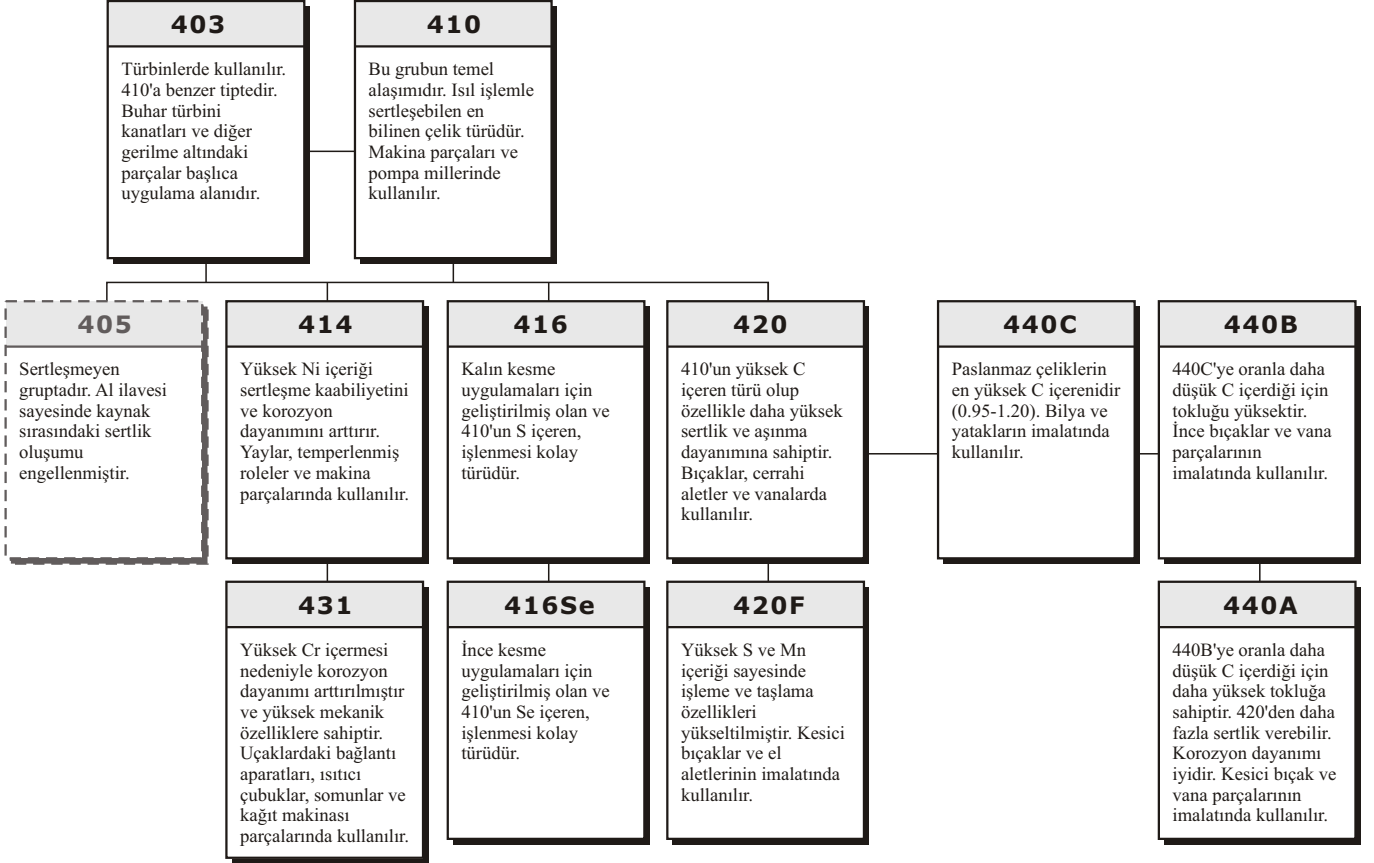 403
Türbinlerde kullanılır.
410'a benzer tiptedir.
Buhar türbini
kanatları ve diğer
gerilme altındaki
parçalar başlıca
uygulama alanıdır.
410
Bu grubun temel
alaşımıdır. Isıl işlemle
sertleşebilen en
bilinen çelik türüdür.
Makina parçaları ve
pompa millerinde
kullanılır.
405
Sertleşmeyen
gruptadır. Al ilavesi
sayesinde kaynak
sırasındaki sertlik
oluşumu
engellenmiştir.
414
Yüksek Ni içeriği
sertleşme kaabiliyetini
ve korozyon
dayanımını arttırır.
Yaylar, temperlenmiş
roleler ve makina
parçalarında kullanılır.
416
Kalın kesme
uygulamaları için
geliştirilmiş olan ve
410'un S içeren,
işlenmesi kolay
türüdür.
420
410'un yüksek C
içeren türü olup
özellikle daha yüksek
sertlik ve aşınma
dayanımına sahiptir.
Bıçaklar, cerrahi
aletler ve vanalarda
kullanılır.
440C
Paslanmaz çeliklerin
en yüksek C içerenidir
(0.95-1.20). Bilya ve
yatakların imalatında
kullanılır.
440B
440C'ye oranla daha
düşük C içerdiği için
tokluğu yüksektir.
İnce bıçaklar ve vana
parçalarının
imalatında kullanılır.
431
Yüksek Cr içermesi
nedeniyle korozyon
dayanımı arttırılmıştır
ve yüksek mekanik
özelliklere sahiptir.
Uçaklardaki bağlantı
aparatları, ısıtıcı
çubuklar, somunlar ve
kağıt makinası
parçalarında kullanılır.
416Se
İnce kesme
uygulamaları için
geliştirilmiş olan ve
410'un Se içeren,
işlenmesi kolay
türüdür.
420F
Yüksek S ve Mn
içeriği sayesinde
işleme ve taşlama
özellikleri
yükseltilmiştir. Kesici
bıçaklar ve el
aletlerinin imalatında
kullanılır.
440A
440B'ye oranla daha
düşük C içerdiği için
daha yüksek tokluğa
sahiptir. 420'den daha
fazla sertlik verebilir.
Korozyon dayanımı
iyidir. Kesici bıçak ve
vana parçalarının
imalatında kullanılır.